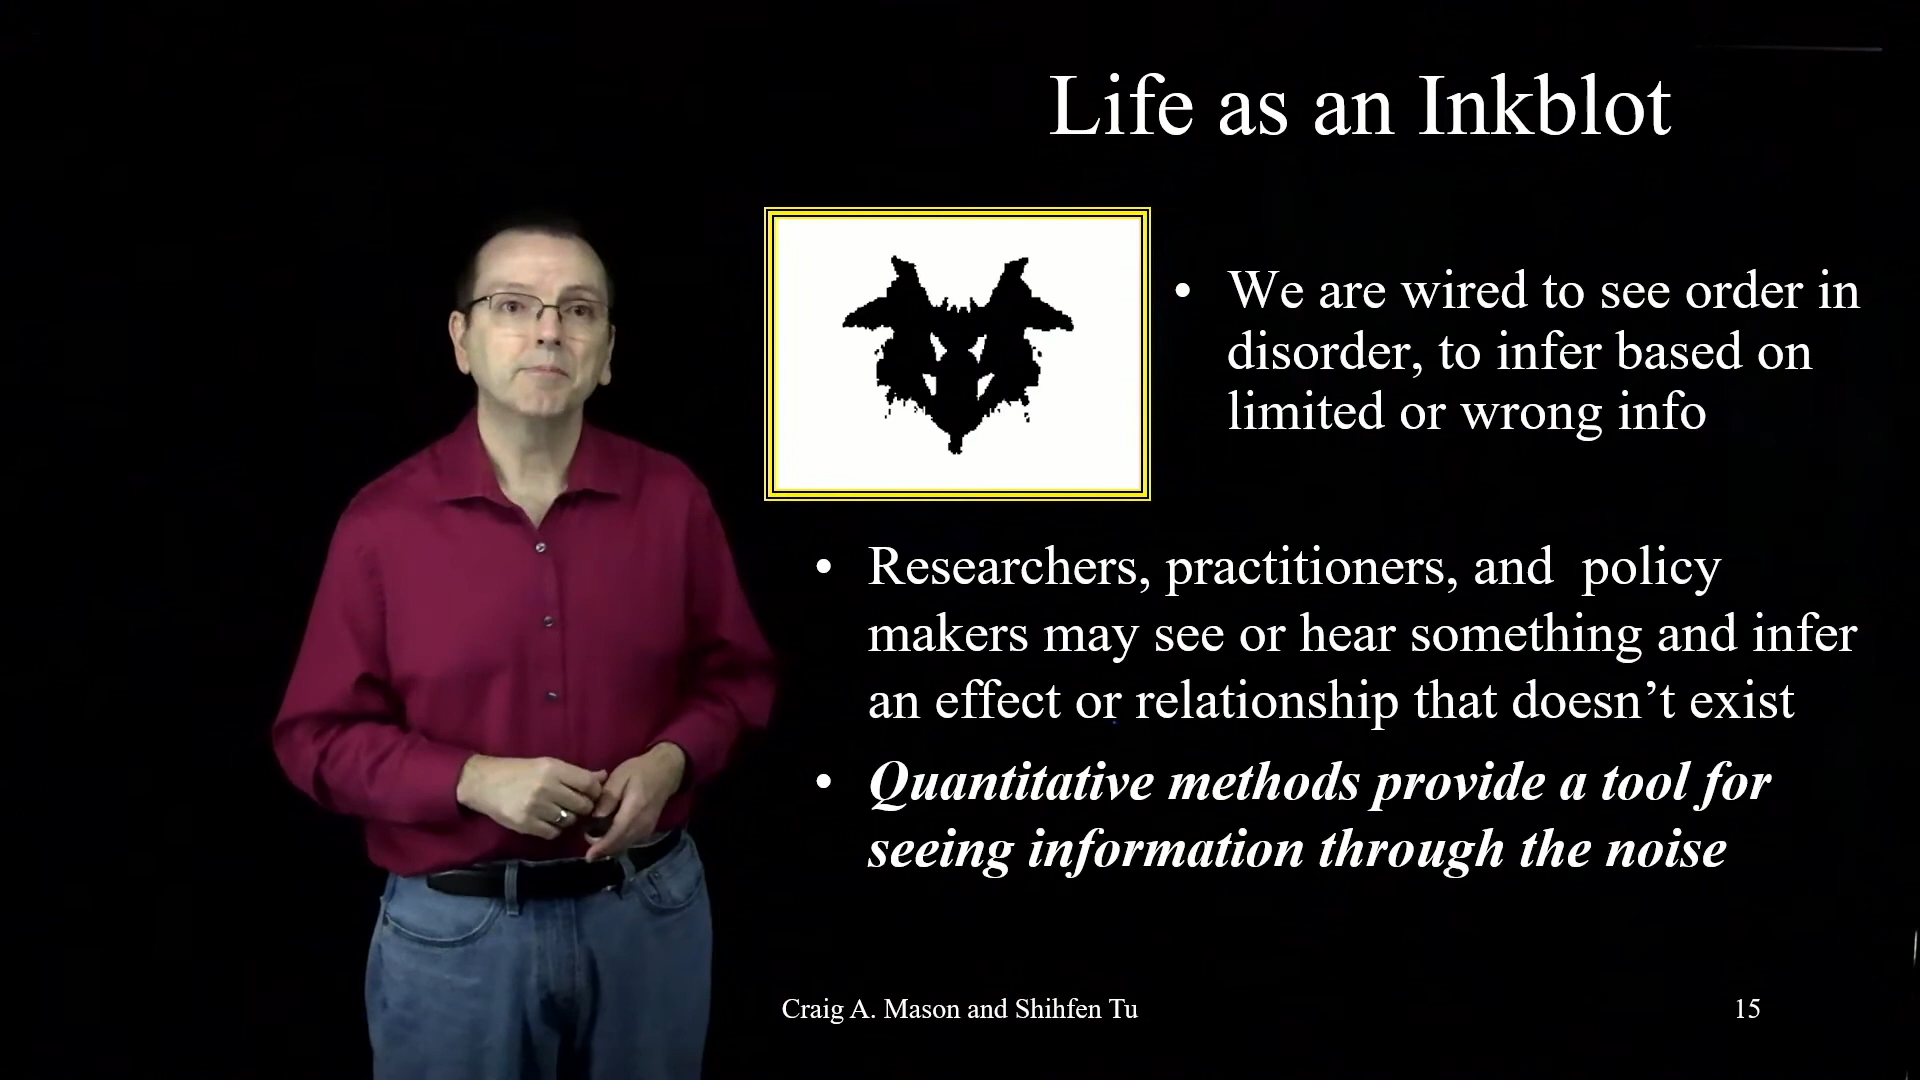 Life as an Inkblot
• We are wired to see order in
disorder, to infer based on
limited or wrong info
• Researchers, practitioners, and  policy
makers may see or hear something and infer
an effect or relationship that doesn’t exist
• Quantitative methods provide a tool for
seeing information through the noise
Craig A. Mason and Shihfen Tu
15